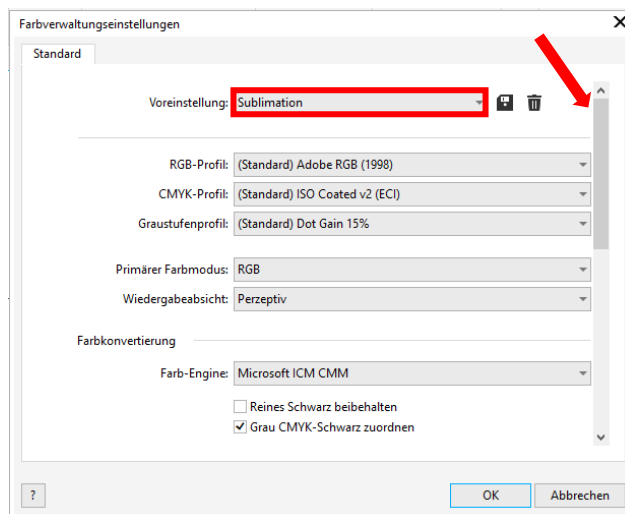 Farbverwaltungseinstellungen
Standard
Voreinstellung: Sublimation
RGB-Profil: (Standard) Adobe RGB (1998)
CMYK-Profil: (Standard) ISO Coated v2 (ECI)
Graustufenprofil: (Standard) Dot Gain 15%
Primärer Farbmodus: RGB
Wiedergabeabsicht: Perzeptiv
Farbkonvertierung
Farb-Engine: Microsoft ICM CMM
Reines Schwarz beibehalten
Grau CMYK-Schwarz zuordnen
? OK Abbrechen